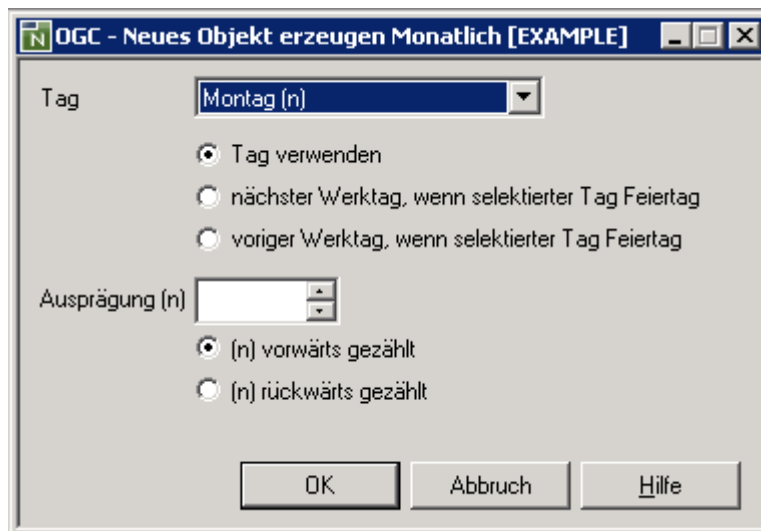 OGC - Neues Objekt erzeugen Monatlich [EXAMPLE]
Tag Montag (n)
Tag verwenden
nächster Werktag, wenn selektierter Tag Feiertag
voriger Werktag, wenn selektierter Tag Feiertag
Ausprägung (n)
(n) vorwärts gezählt
(n) rückwärts gezählt
OK Abbruch Hilfe